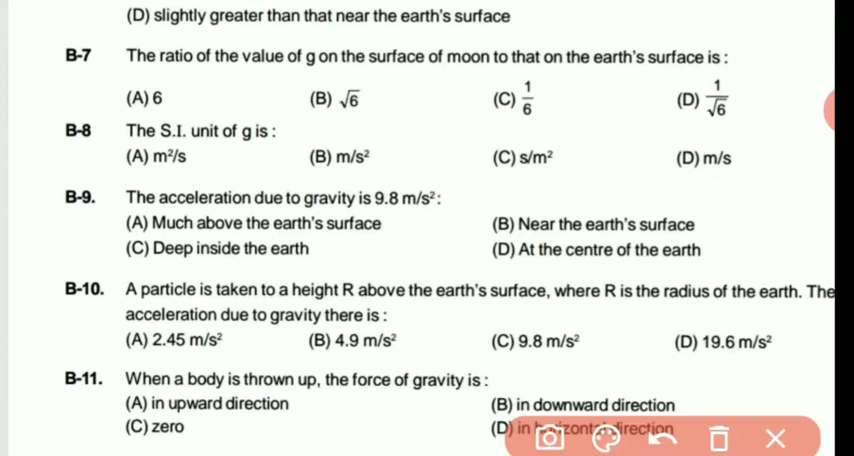 (D) slightly greater than that near the earth's surface
B-7 The ratio of the value of g on the surface of moon to that on the earth's surface is :
(A) 6 (B) √6 (C) 1/6 (D) 1/√6
B-8 The S.I. unit of g is :
(A) m²/s (B) m/s² (C) s/m² (D) m/s
B-9. The acceleration due to gravity is 9.8 m/s² :
(A) Much above the earth's surface (B) Near the earth's surface
(C) Deep inside the earth (D) At the centre of the earth
B-10. A particle is taken to a height R above the earth's surface, where R is the radius of the earth. The
acceleration due to gravity there is :
(A) 2.45 m/s² (B) 4.9 m/s² (C) 9.8 m/s² (D) 19.6 m/s²
B-11. When a body is thrown up, the force of gravity is :
(A) in upward direction (B) in downward direction
(C) zero (D) in horizontal direction